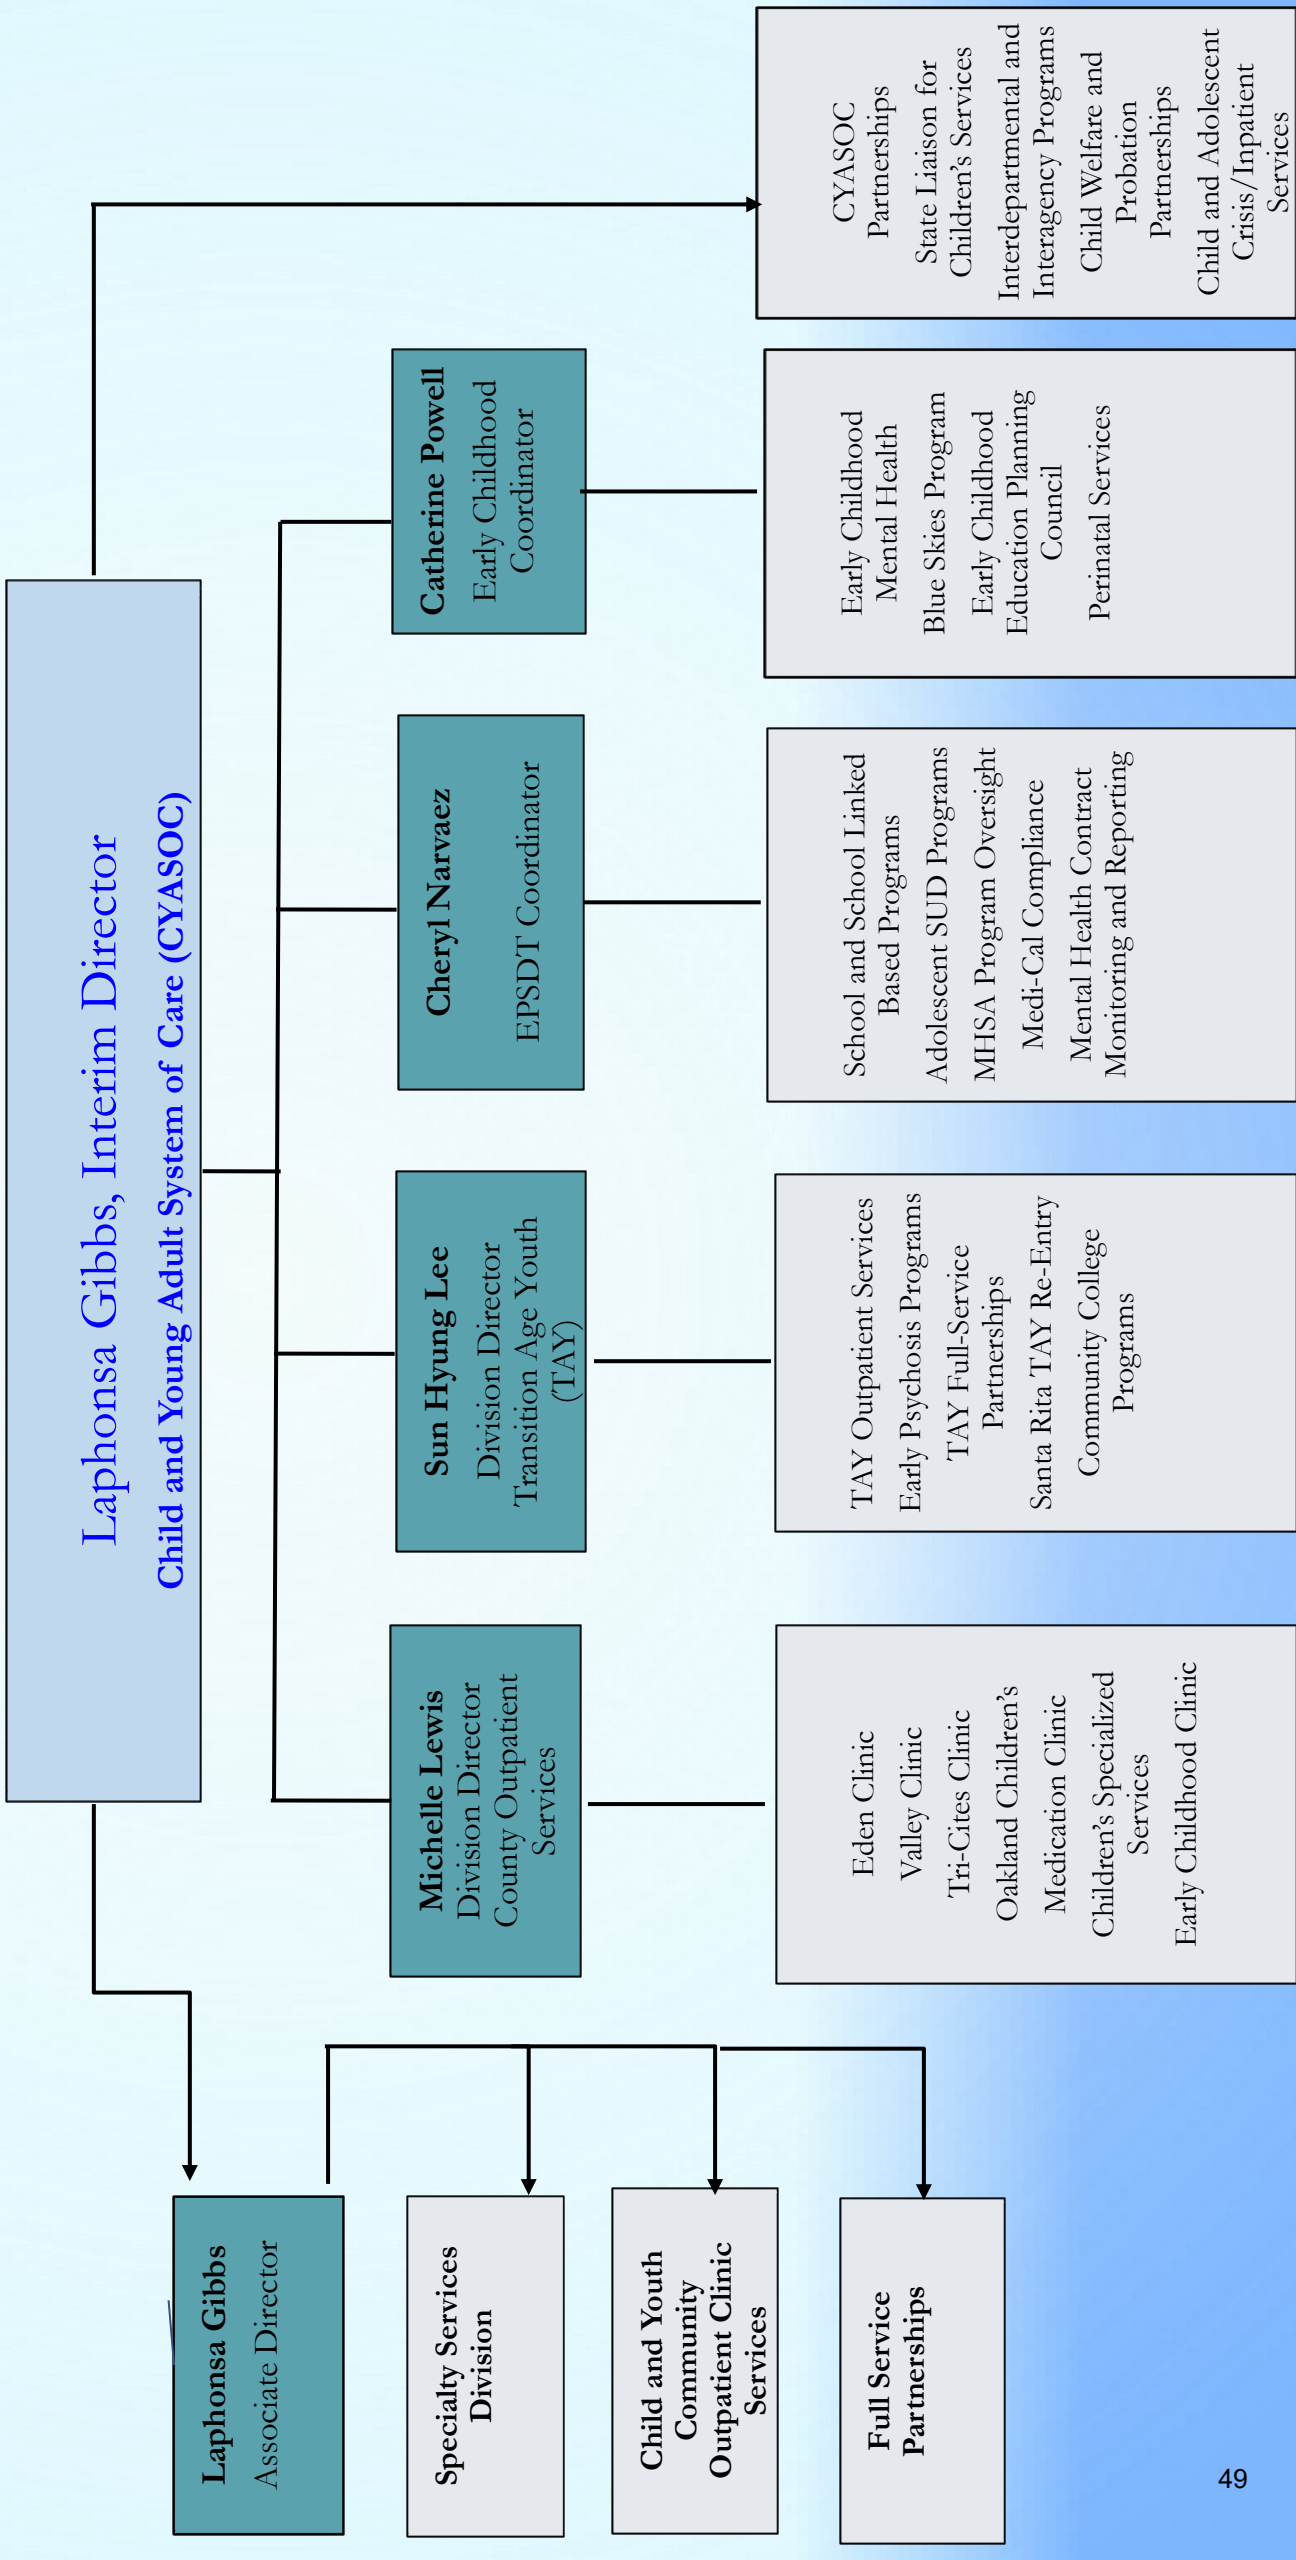 Laphonsa Gibbs, Interim Director
Child and Young Adult System of Care (CYASOC)
Laphonsa Gibbs
Associate Director
Specialty Services
Division
Child and Youth
Community
Outpatient Clinic
Services
Full Service
Partnerships
Michelle Lewis
Division Director
County Outpatient
Services
Eden Clinic
Valley Clinic
Tri-Cites Clinic
Oakland Children's
Medication Clinic
Children's Specialized
Services
Early Childhood Clinic
Sun Hyung Lee
Division Director
Transition Age Youth
(TAY)
TAY Outpatient Services
Early Psychosis Programs
TAY Full-Service
Partnerships
Santa Rita TAY Re-Entry
Community College
Programs
Cheryl Narvaez
EPSDT Coordinator
School and School Linked
Based Programs
Adolescent SUD Programs
MHSA Program Oversight
Medi-Cal Compliance
Mental Health Contract
Monitoring and Reporting
Catherine Powell
Early Childhood
Coordinator
Early Childhood
Mental Health
Blue Skies Program
Early Childhood
Education Planning
Council
Perinatal Services
CYASOC
Partnerships
State Liaison for
Children's Services
Interdepartmental and
Interagency Programs
Child Welfare and
Probation
Partnerships
Child and Adolescent
Crisis/Inpatient
Services
49